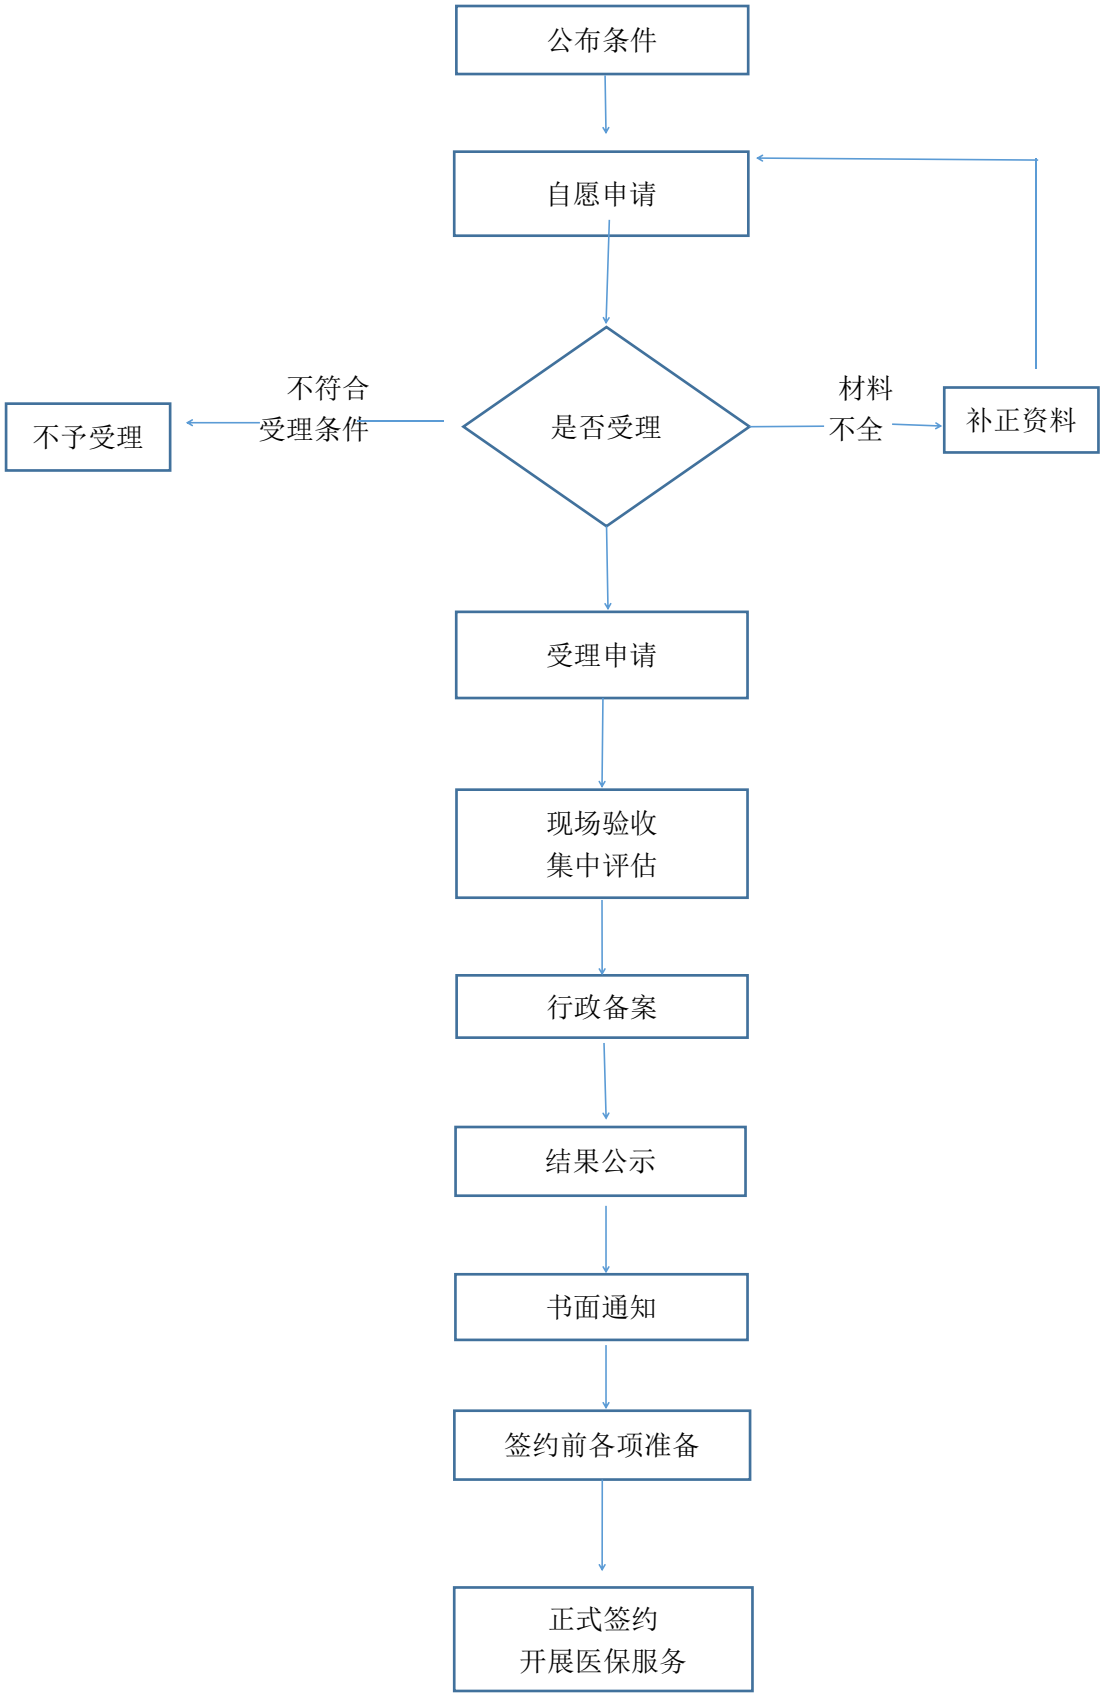 公布条件
自愿申请
不符合
受理条件
不予受理
是否受理
材料
不全
补正资料
受理申请
现场验收
集中评估
行政备案
结果公示
书面通知
签约前各项准备
正式签约
开展医保服务